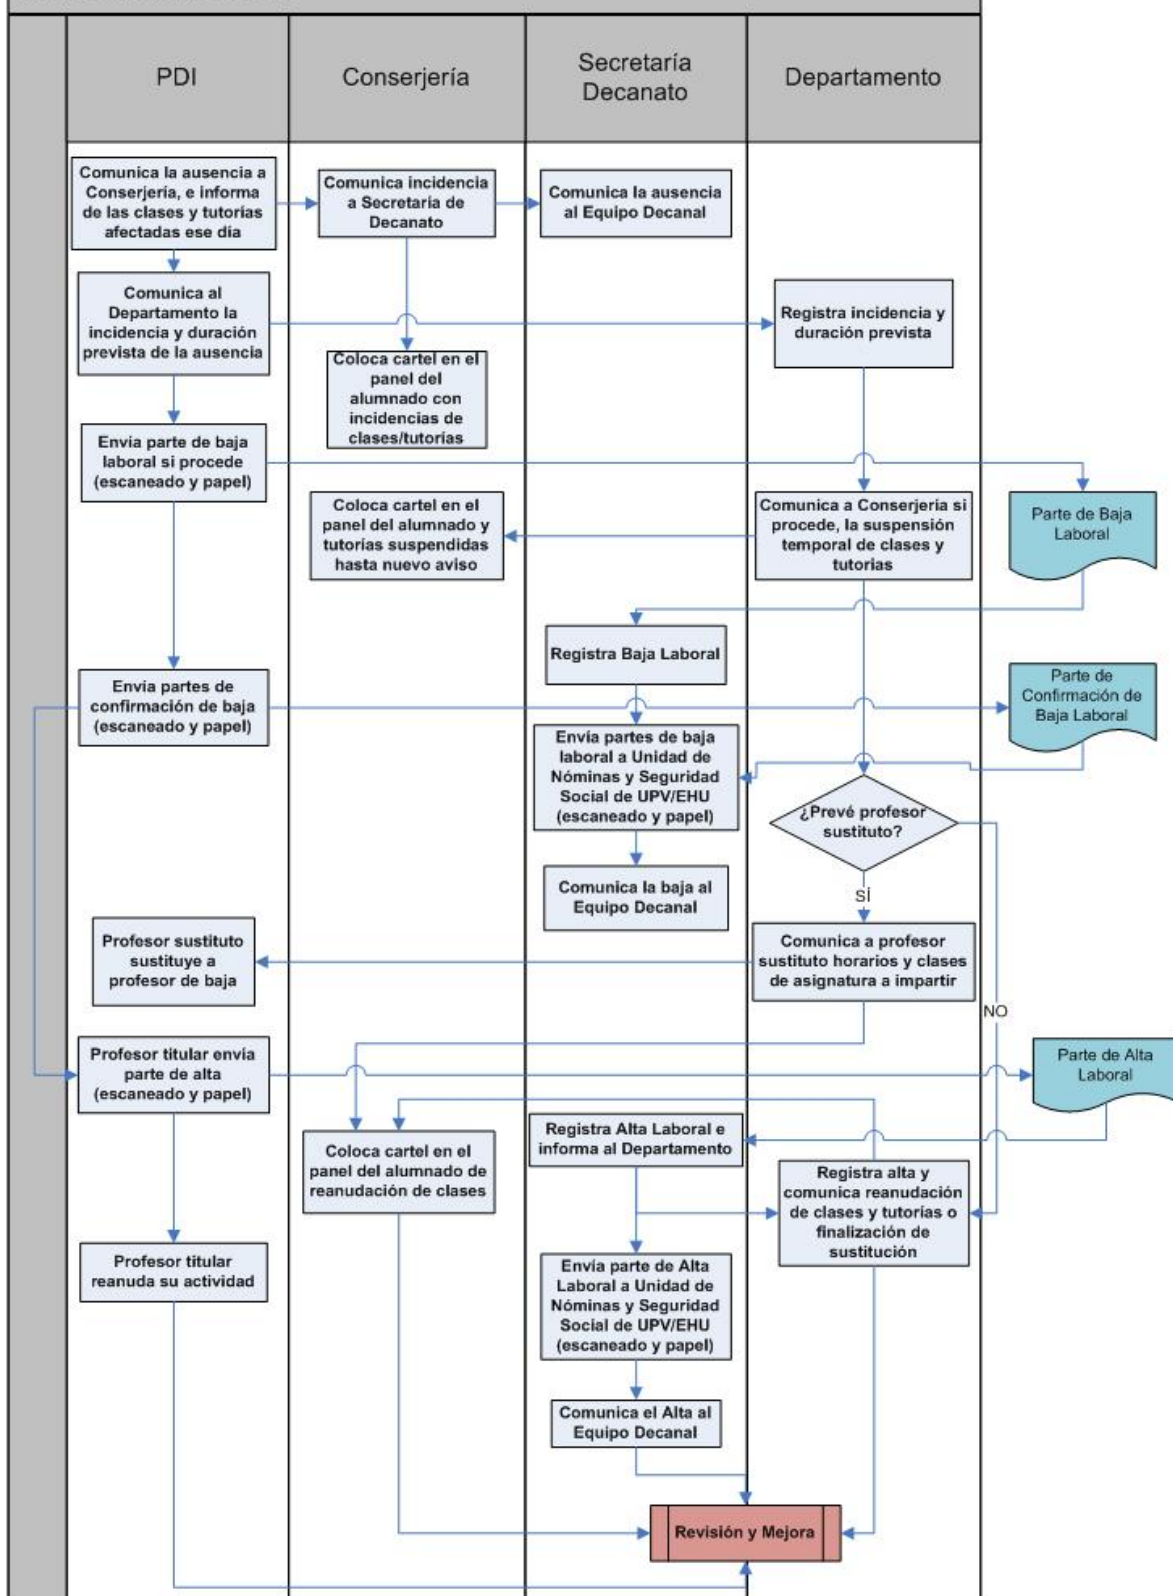 PDI
Conserjería
Secretaría
Decanato
Departamento
Comunica la ausencia a
Conserjería, e informa
de las clases y tutorías
afectadas ese día
Comunica incidencia
a Secretaría de
Decanato
Comunica la ausencia
al Equipo Decanal
Comunica al
Departamento la
incidencia y duración
prevista de la ausencia
Registra incidencia y
duración prevista
Coloca cartel en el
panel del
alumnado con
incidencias de
clases/tutorías
Envía parte de baja
laboral si procede
(escaneado y papel)
Coloca cartel en el
panel del alumnado y
tutorías suspendidas
hasta nuevo aviso
Comunica a Conserjería si
procede, la suspensión
temporal de clases y
tutorias
Parte de Baja
Laboral
Registra Baja Laboral
Envía partes de
confirmación de baja
(escaneado y papel)
Parte de
Confirmación de
Baja Laboral
Envía partes de baja
laboral a Unidad de
Nóminas y Seguridad
Social de UPV/EHU
(escaneado y papel)
¿Prevé profesor
sustituto?
Comunica la baja al
Equipo Decanal
SÍ
Profesor sustituto
sustituye a
profesor de baja
Comunica a profesor
sustituto horarios y clases
de asignatura a impartir
NO
Profesor titular envía
parte de alta
(escaneado y papel)
Parte de Alta
Laboral
Coloca cartel en el
panel del alumnado de
reanudación de clases
Registra Alta Laboral e
informa al Departamento
Registra alta y
comunica reanudación
de clases y tutorías o
finalización de
sustitución
Profesor titular
reanuda su actividad
Envía parte de Alta
Laboral a Unidad de
Nóminas y Seguridad
Social de UPV/EHU
(escaneado y papel)
Comunica el Alta al
Equipo Decanal
Revisión y Mejora